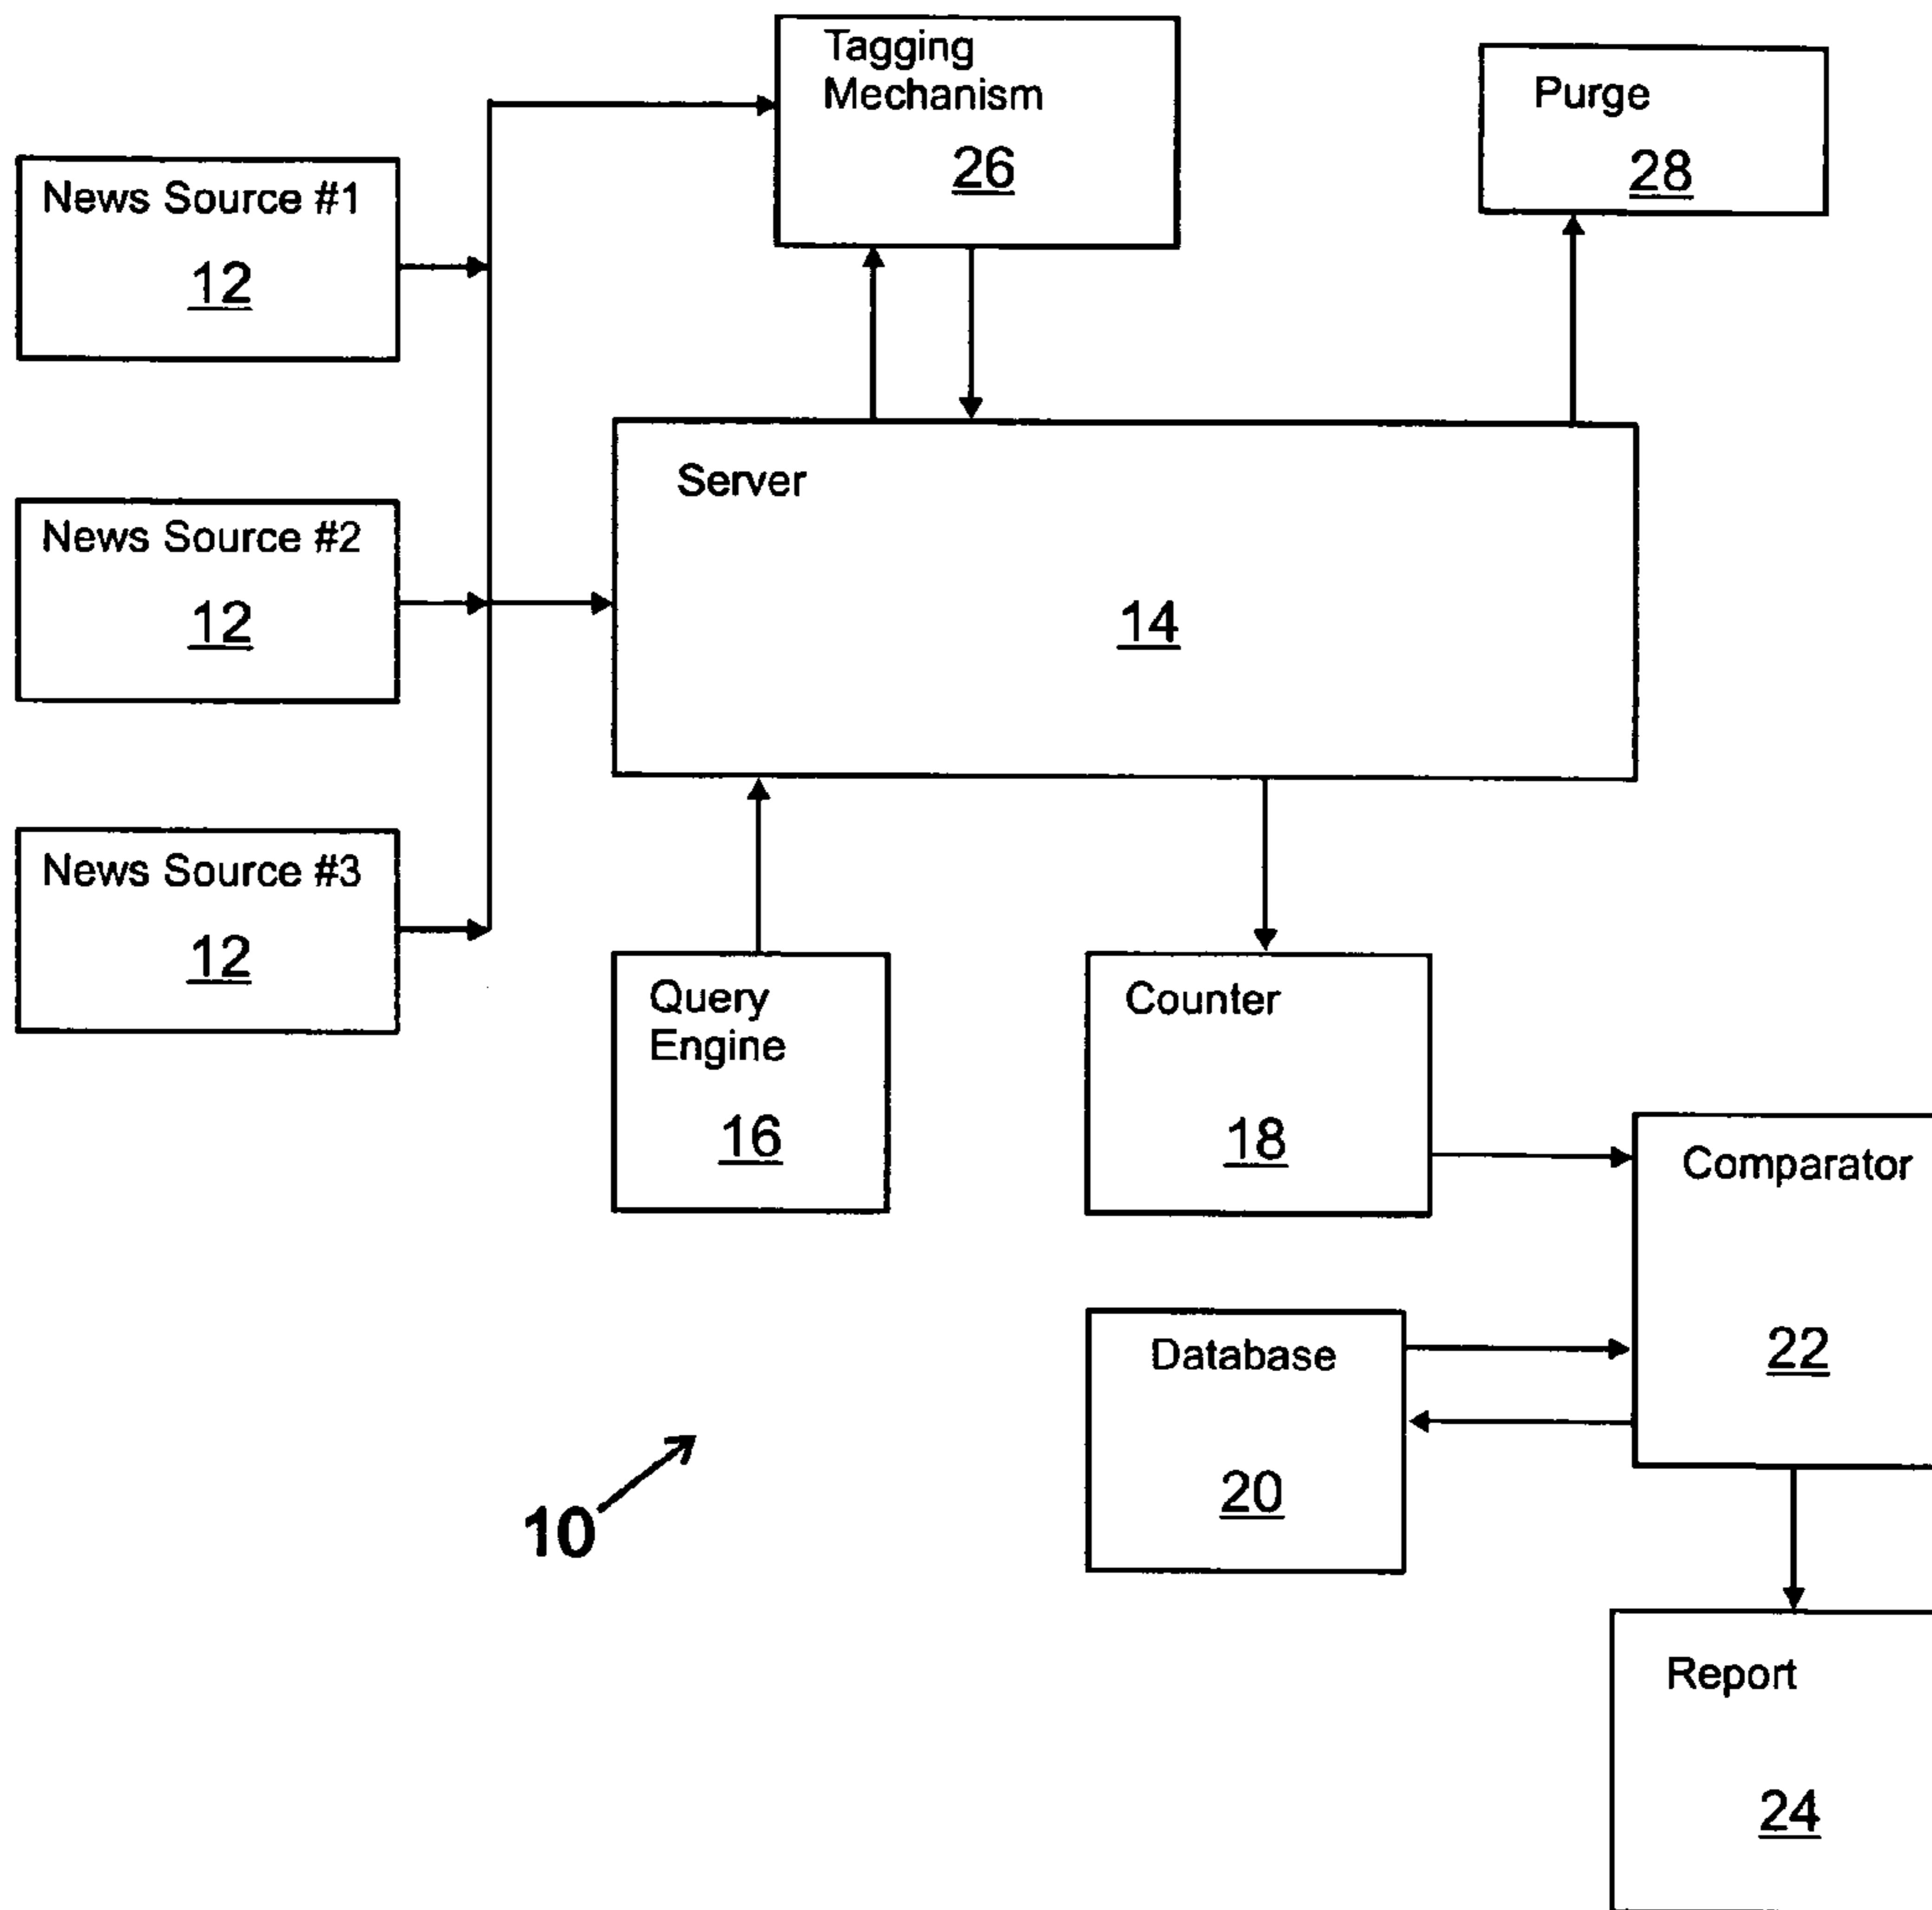 Tagging
Mechanism
26
Purge
28
News Source #1
12
Server
14
News Source #2
12
News Source #3
12
Query
Engine
16
Counter
18
Comparator
22
Database
20
10
Report
24